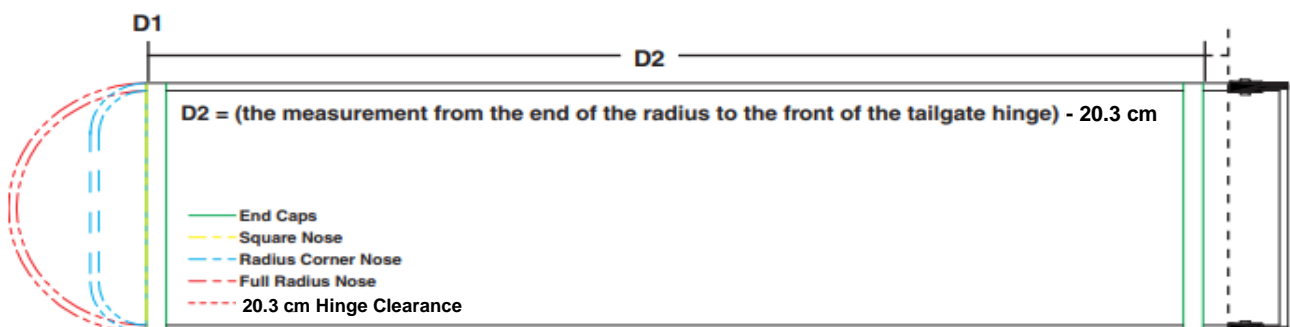 D1
D2
D2 = (the measurement from the end of the radius to the front of the tailgate hinge) - 20.3 cm
End Caps
Square Nose
Radius Corner Nose
Full Radius Nose
20.3 cm Hinge Clearance